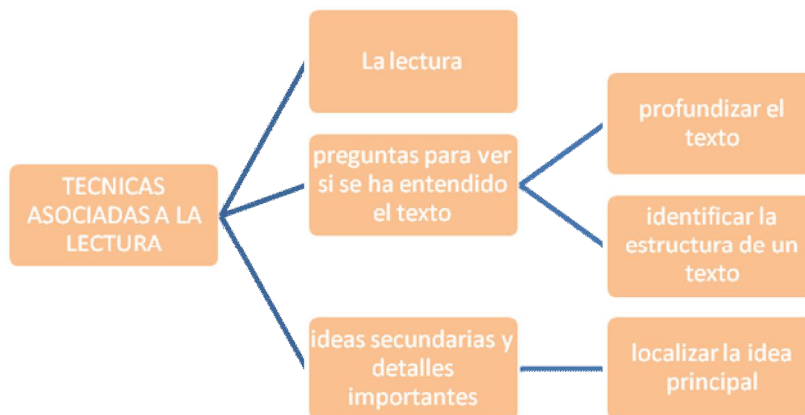 TECNICAS
ASOCIADAS A LA
LECTURA
La lectura
preguntas para ver
si se ha entendido
el texto
profundizar el
texto
identificar la
estructura de un
texto
ideas secundarias y
detalles
importantes
localizar la idea
principal